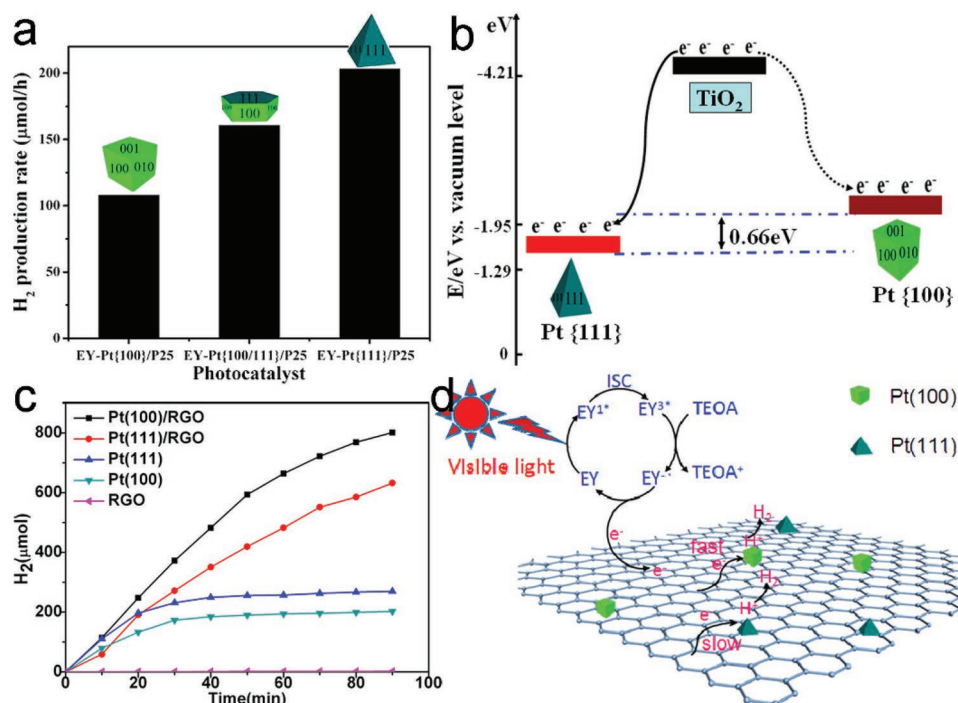 a
H₂ production rate (μmol/h)
200
150
100
50
0
001
100 010
111
100
111
EY-Pt{100}/P25 EY-Pt{100/111}/P25 EY-Pt{111}/P25
Photocatalyst
b
eV
E/eV vs. vacuum level
-4.21
-1.95
-1.29
0
e⁻ e⁻ e⁻ e⁻
TiO₂
e⁻ e⁻ e⁻ e⁻
e⁻ e⁻ e⁻ e⁻
0.66eV
111
Pt {111}
001
100 010
Pt {100}
c
H₂(μmol)
800
600
400
200
0
Pt(100)/RGO
Pt(111)/RGO
Pt(111)
Pt(100)
RGO
0 20 40 60 80 100
Time(min)
d
Visible light
ISC
EY¹*
EY³*
TEOA
EY
EY⁻·
TEOA⁺
Pt(100)
Pt(111)
e⁻
e⁻
fast
e⁻
H⁺
H₂
slow
e⁻
H⁺
H₂